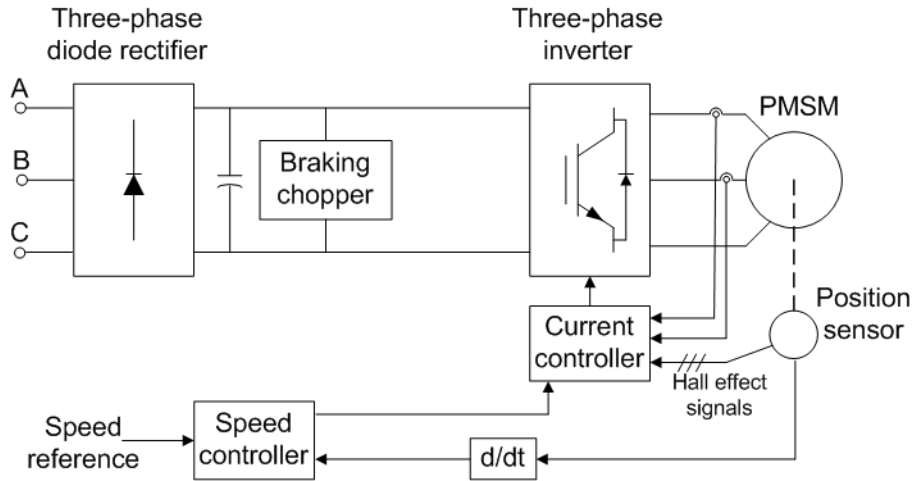 Three-phase
diode rectifier
Three-phase
inverter
A
B
C
Braking
chopper
PMSM
Position
sensor
Current
controller
Hall effect
signals
Speed
reference
Speed
controller
d/dt